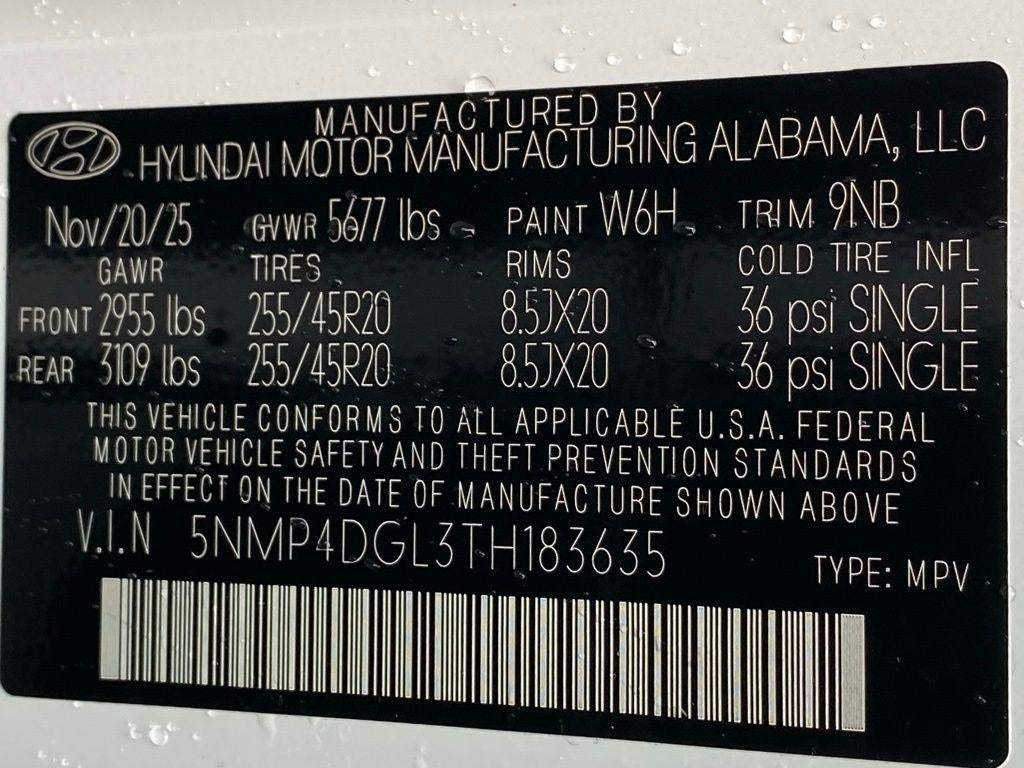 MANUFACTURED BY
HYUNDAI MOTOR MANUFACTURING ALABAMA, LLC
Nov/20/25 GVWR 5677 lbs PAINT W6H TRIM 9NB
GAWR TIRES RIMS COLD TIRE INFL
FRONT 2955 lbs 255/45R20 8.5JX20 36 psi SINGLE
REAR 3109 lbs 255/45R20 8.5JX20 36 psi SINGLE
THIS VEHICLE CONFORMS TO ALL APPLICABLE U.S.A. FEDERAL
MOTOR VEHICLE SAFETY AND THEFT PREVENTION STANDARDS
IN EFFECT ON THE DATE OF MANUFACTURE SHOWN ABOVE
V.I.N 5NMP4DGL3TH183635 TYPE: MPV